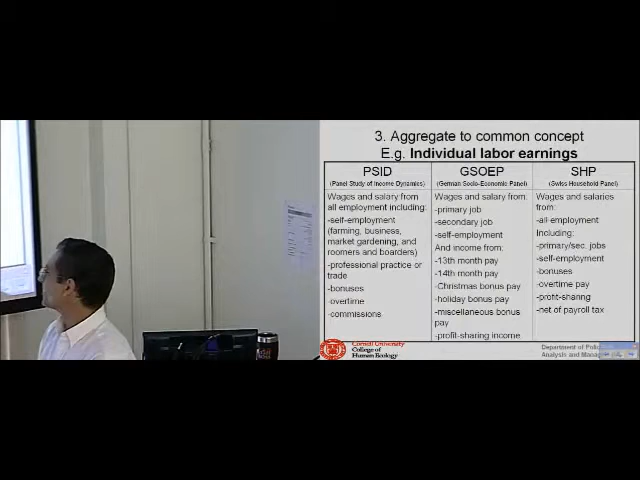 3. Aggregate to common concept
E.g. Individual labor earnings
PSID
(Panel Study of Income Dynamics)
Wages and salary from
all employment including:
-self-employment
(farming, business,
market gardening, and
roomers and boarders)
-professional practice or
trade
-bonuses
-overtime
-commissions
GSOEP
(German Socio-Economic Panel)
Wages and salary from:
-primary job
-secondary job
-self-employment
And income from:
-13th month pay
-14th month pay
-Christmas bonus pay
-holiday bonus pay
-miscellaneous bonus
pay
-profit-sharing income
SHP
(Swiss Household Panel)
Wages and salaries
from:
-all employment
Including:
-primary/sec. jobs
-self-employment
-bonuses
-overtime pay
-profit-sharing
-net of payroll tax
Cornell University
College of
Human Ecology
Department of Polic
Analysis and Manag